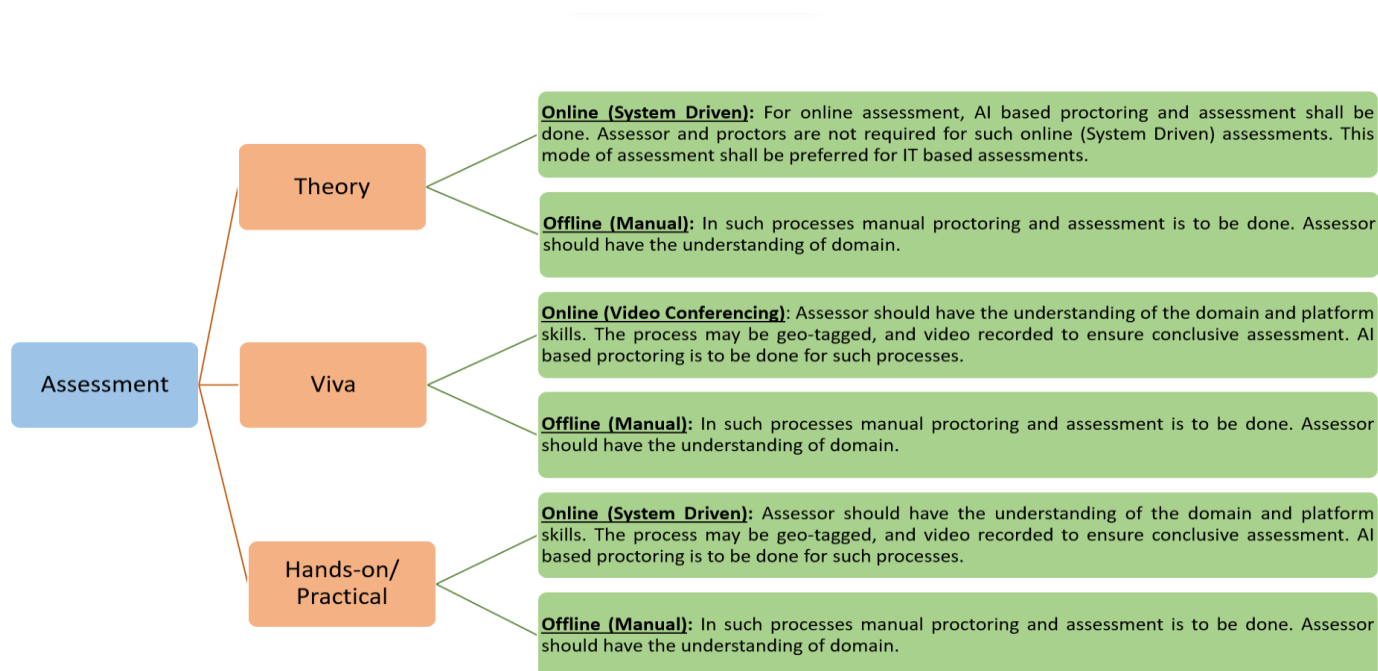 Assessment
Theory
Online (System Driven): For online assessment, AI based proctoring and assessment shall be
done. Assessor and proctors are not required for such online (System Driven) assessments. This
mode of assessment shall be preferred for IT based assessments.
Offline (Manual): In such processes manual proctoring and assessment is to be done. Assessor
should have the understanding of domain.
Viva
Online (Video Conferencing): Assessor should have the understanding of the domain and platform
skills. The process may be geo-tagged, and video recorded to ensure conclusive assessment. AI
based proctoring is to be done for such processes.
Offline (Manual): In such processes manual proctoring and assessment is to be done. Assessor
should have the understanding of domain.
Hands-on/
Practical
Online (System Driven): Assessor should have the understanding of the domain and platform
skills. The process may be geo-tagged, and video recorded to ensure conclusive assessment. AI
based proctoring is to be done for such processes.
Offline (Manual): In such processes manual proctoring and assessment is to be done. Assessor
should have the understanding of domain.